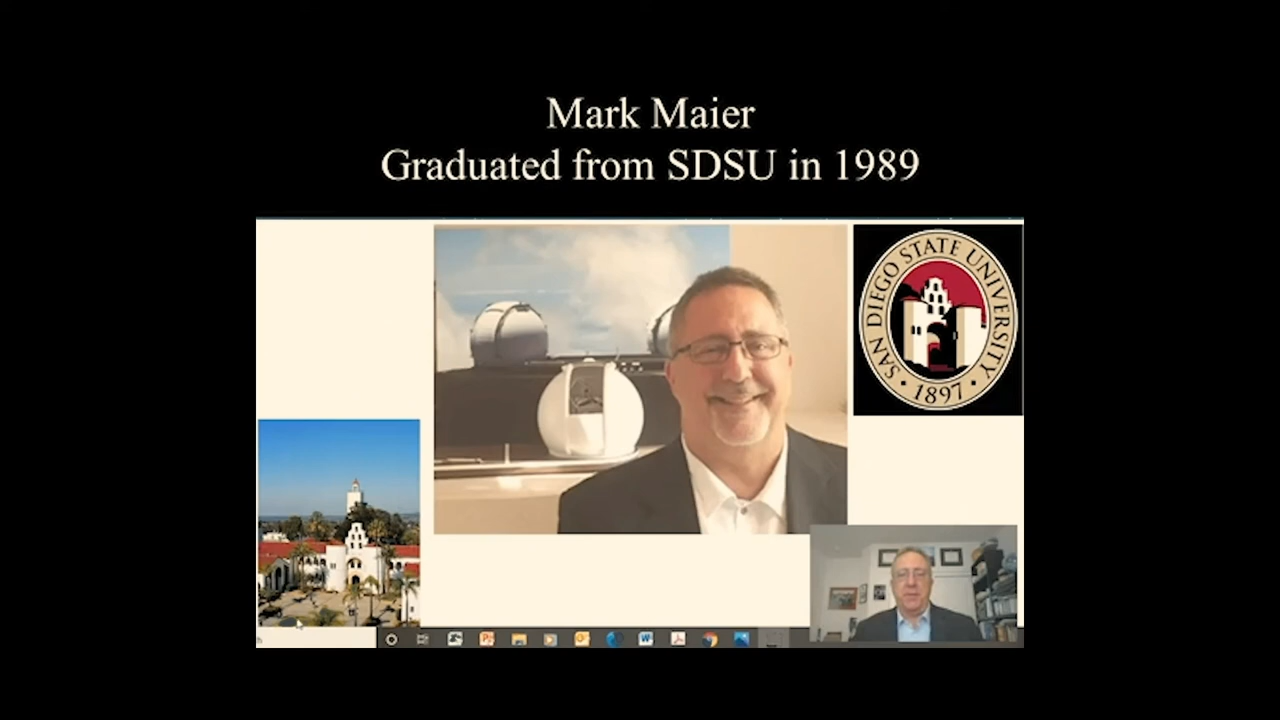 Mark Maier
Graduated from SDSU in 1989
SAN DIEGO STATE UNIVERSITY
• 1897 •